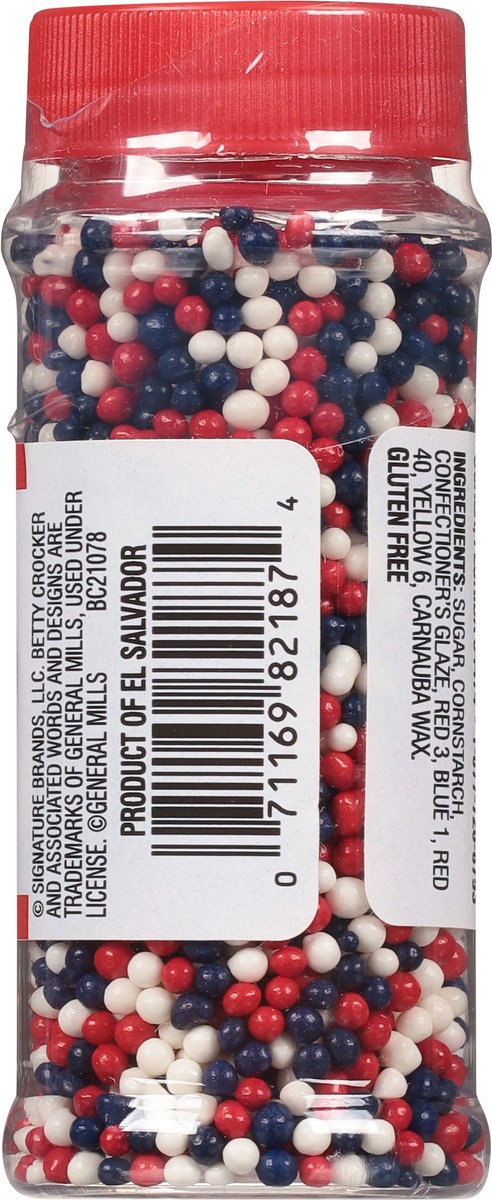 © SIGNATURE BRANDS, LLC. BETTY CROCKER
AND ASSOCIATED WORDS AND DESIGNS ARE
TRADEMARKS OF GENERAL MILLS, USED UNDER
LICENSE. ©GENERAL MILLS BC21078
PRODUCT OF EL SALVADOR
0 71169 82187 4
INGREDIENTS: SUGAR, CORNSTARCH,
CONFECTIONER'S GLAZE, RED 3, BLUE 1, RED
40, YELLOW 6, CARNAUBA WAX.
GLUTEN FREE